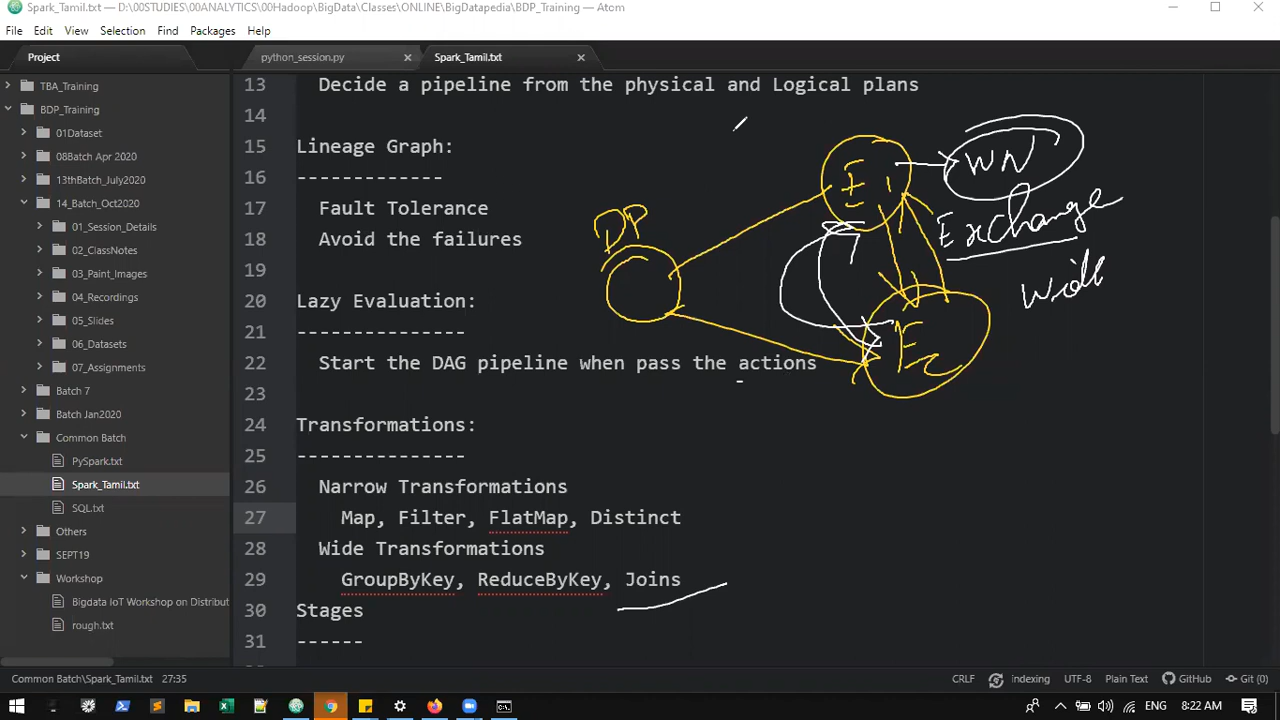 Spark_Tamil.txt — D:\00STUDIES\00ANALYTICS\00Hadoop\BigData\Classes\ONLINE\BigDatapedia\BDP_Training — Atom
File Edit View Selection Find Packages Help
Project
python_session.py
Spark_Tamil.txt
TBA_Training
BDP_Training
01Dataset
08Batch Apr 2020
13thBatch_July2020
14_Batch_Oct2020
01_Session_Details
02_ClassNotes
03_Paint_Images
04_Recordings
05_Slides
06_Datasets
07_Assignments
Batch 7
Batch Jan2020
Common Batch
PySpark.txt
Spark_Tamil.txt
SQL.txt
Others
SEPT19
Workshop
Bigdata IoT Workshop on Distribut
rough.txt
13 Decide a pipeline from the physical and Logical plans
14
15 Lineage Graph:
16 -------------
17 Fault Tolerance
18 Avoid the failures
19
20 Lazy Evaluation:
21 ---------------
22 Start the DAG pipeline when pass the actions
23
24 Transformations:
25 ---------------
26 Narrow Transformations
27 Map, Filter, FlatMap, Distinct
28 Wide Transformations
29 GroupByKey, ReduceByKey, Joins
30 Stages
31 ------
DP
E1
WN
Exchange
E2
Common Batch\Spark_Tamil.txt 27:35
CRLF Indexing UTF-8 Plain Text GitHub Git (0)
ENG 8:22 AM